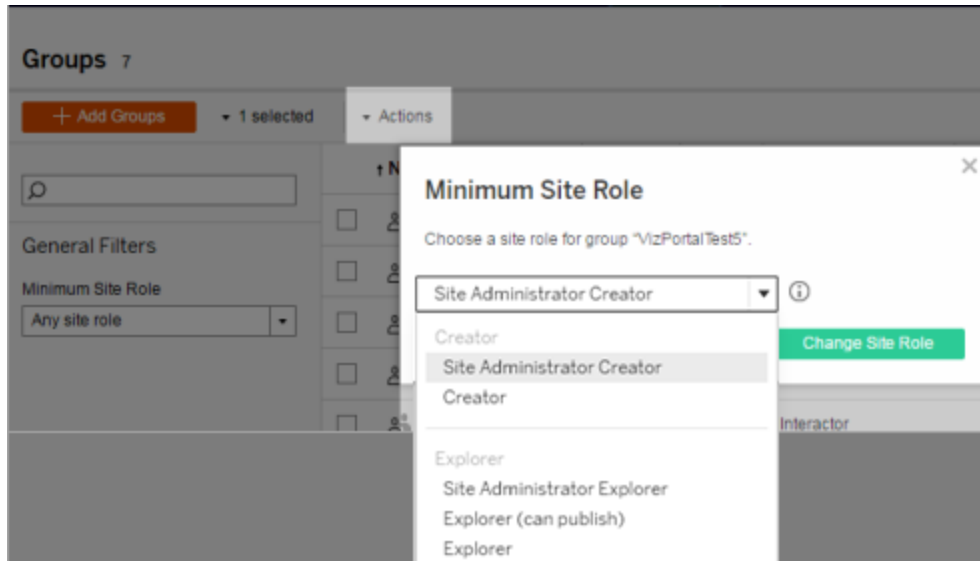 Groups 7
+ Add Groups
1 selected
Actions
N
Minimum Site Role
Choose a site role for group "VizPortalTest5".
General Filters
Minimum Site Role
Site Administrator Creator
Any site role
Creator
Change Site Role
Site Administrator Creator
Creator
Interactor
Explorer
Site Administrator Explorer
Explorer (can publish)
Explorer